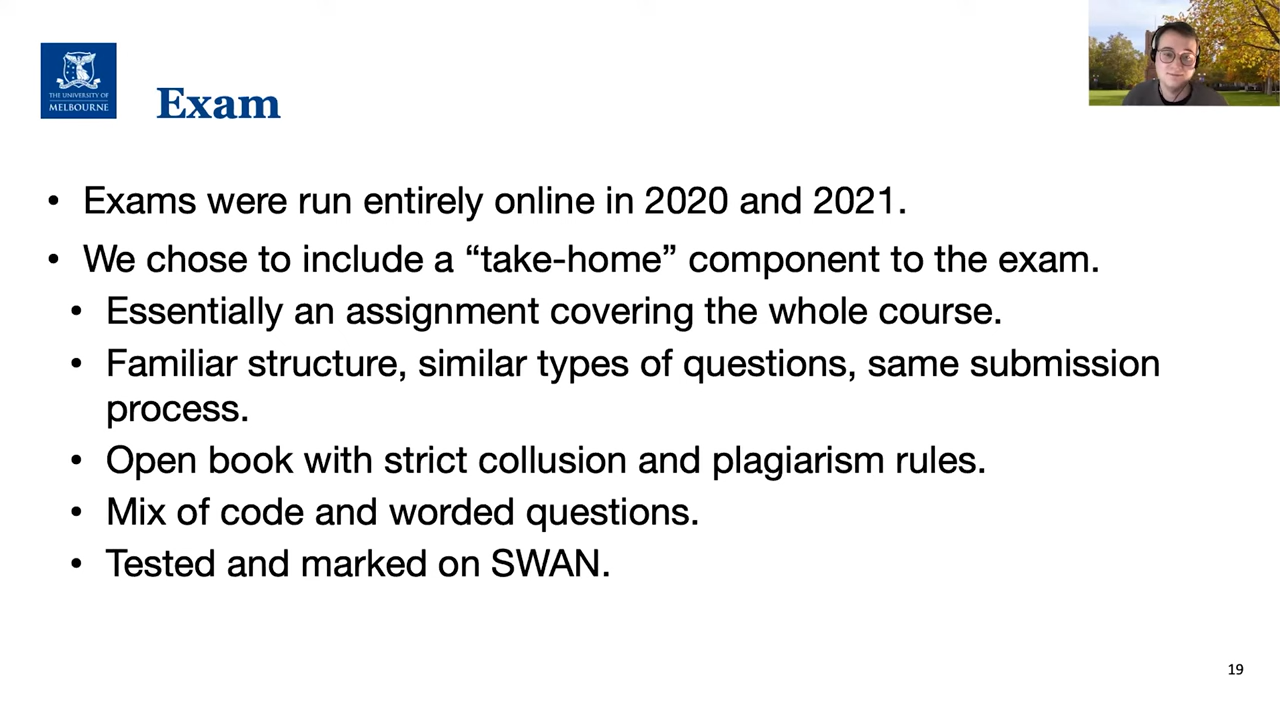 THE UNIVERSITY OF
MELBOURNE
Exam
• Exams were run entirely online in 2020 and 2021.
• We chose to include a “take-home” component to the exam.
• Essentially an assignment covering the whole course.
• Familiar structure, similar types of questions, same submission
process.
• Open book with strict collusion and plagiarism rules.
• Mix of code and worded questions.
• Tested and marked on SWAN.
19